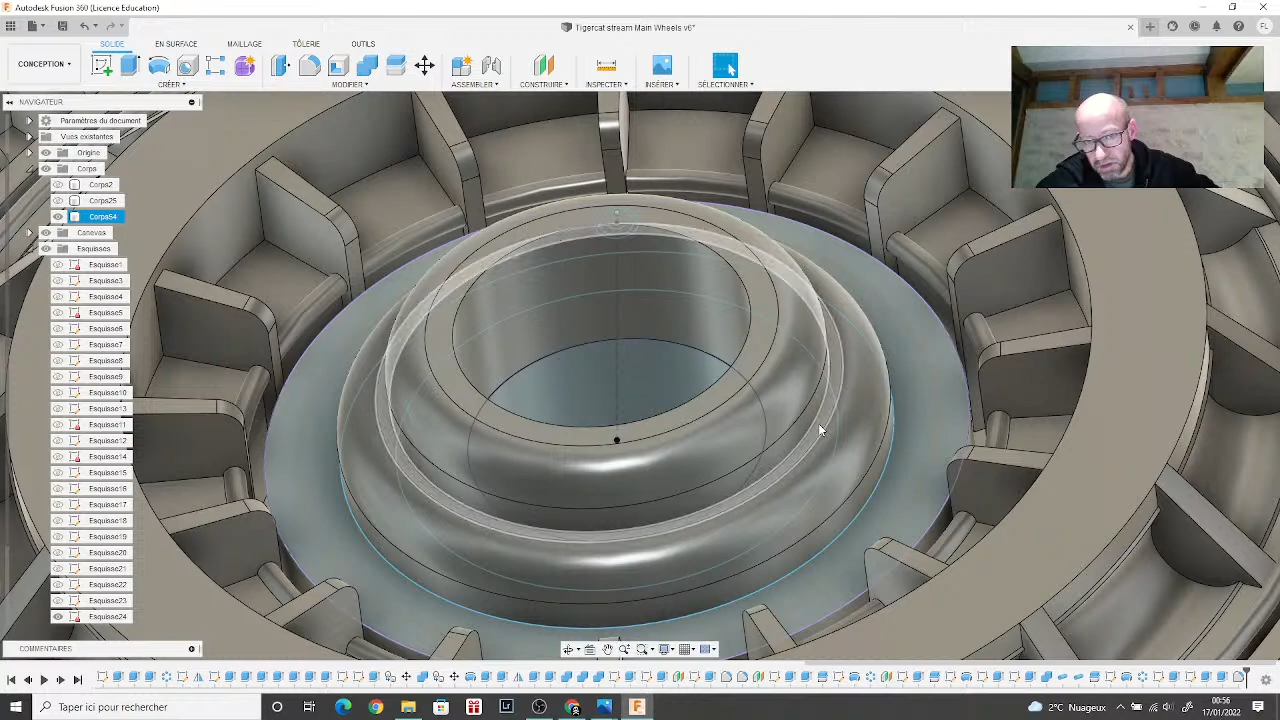 Autodesk Fusion 360 (Licence Education)
Tigercat stream Main Wheels v6*
FL
SOLIDE EN SURFACE MAILLAGE TÔLERIE OUTILS
CONCEPTION
CRÉER MODIFIER ASSEMBLER CONSTRUIRE INSPECTER INSÉRER SÉLECTIONNER
NAVIGATEUR
Paramètres du document
Vues existantes
Origine
Corps
Corps2
Corps25
Corps54
Canevas
Esquisses
Esquisse1
Esquisse3
Esquisse4
Esquisse5
Esquisse6
Esquisse7
Esquisse8
Esquisse9
Esquisse10
Esquisse13
Esquisse11
Esquisse12
Esquisse14
Esquisse15
Esquisse16
Esquisse17
Esquisse18
Esquisse19
Esquisse20
Esquisse21
Esquisse22
Esquisse23
Esquisse24
COMMENTAIRES
Taper ici pour rechercher
2°C Nuageux
00:56
17/01/2022